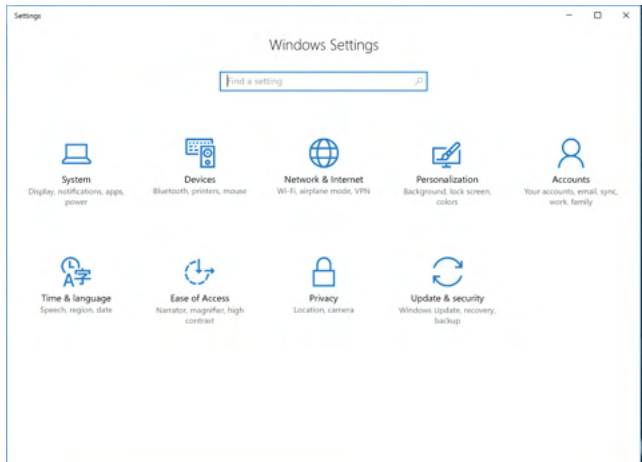 Settings
Windows Settings
Find a setting
System
Display, notifications, apps,
power
Devices
Bluetooth, printers, mouse
Network & Internet
Wi-Fi, airplane mode, VPN
Personalization
Background, lock screen,
colors
Accounts
Your accounts, email, sync,
work, family
Time & language
Speech, region, date
Ease of Access
Narrator, magnifier, high
contrast
Privacy
Location, camera
Update & security
Windows Update, recovery,
backup